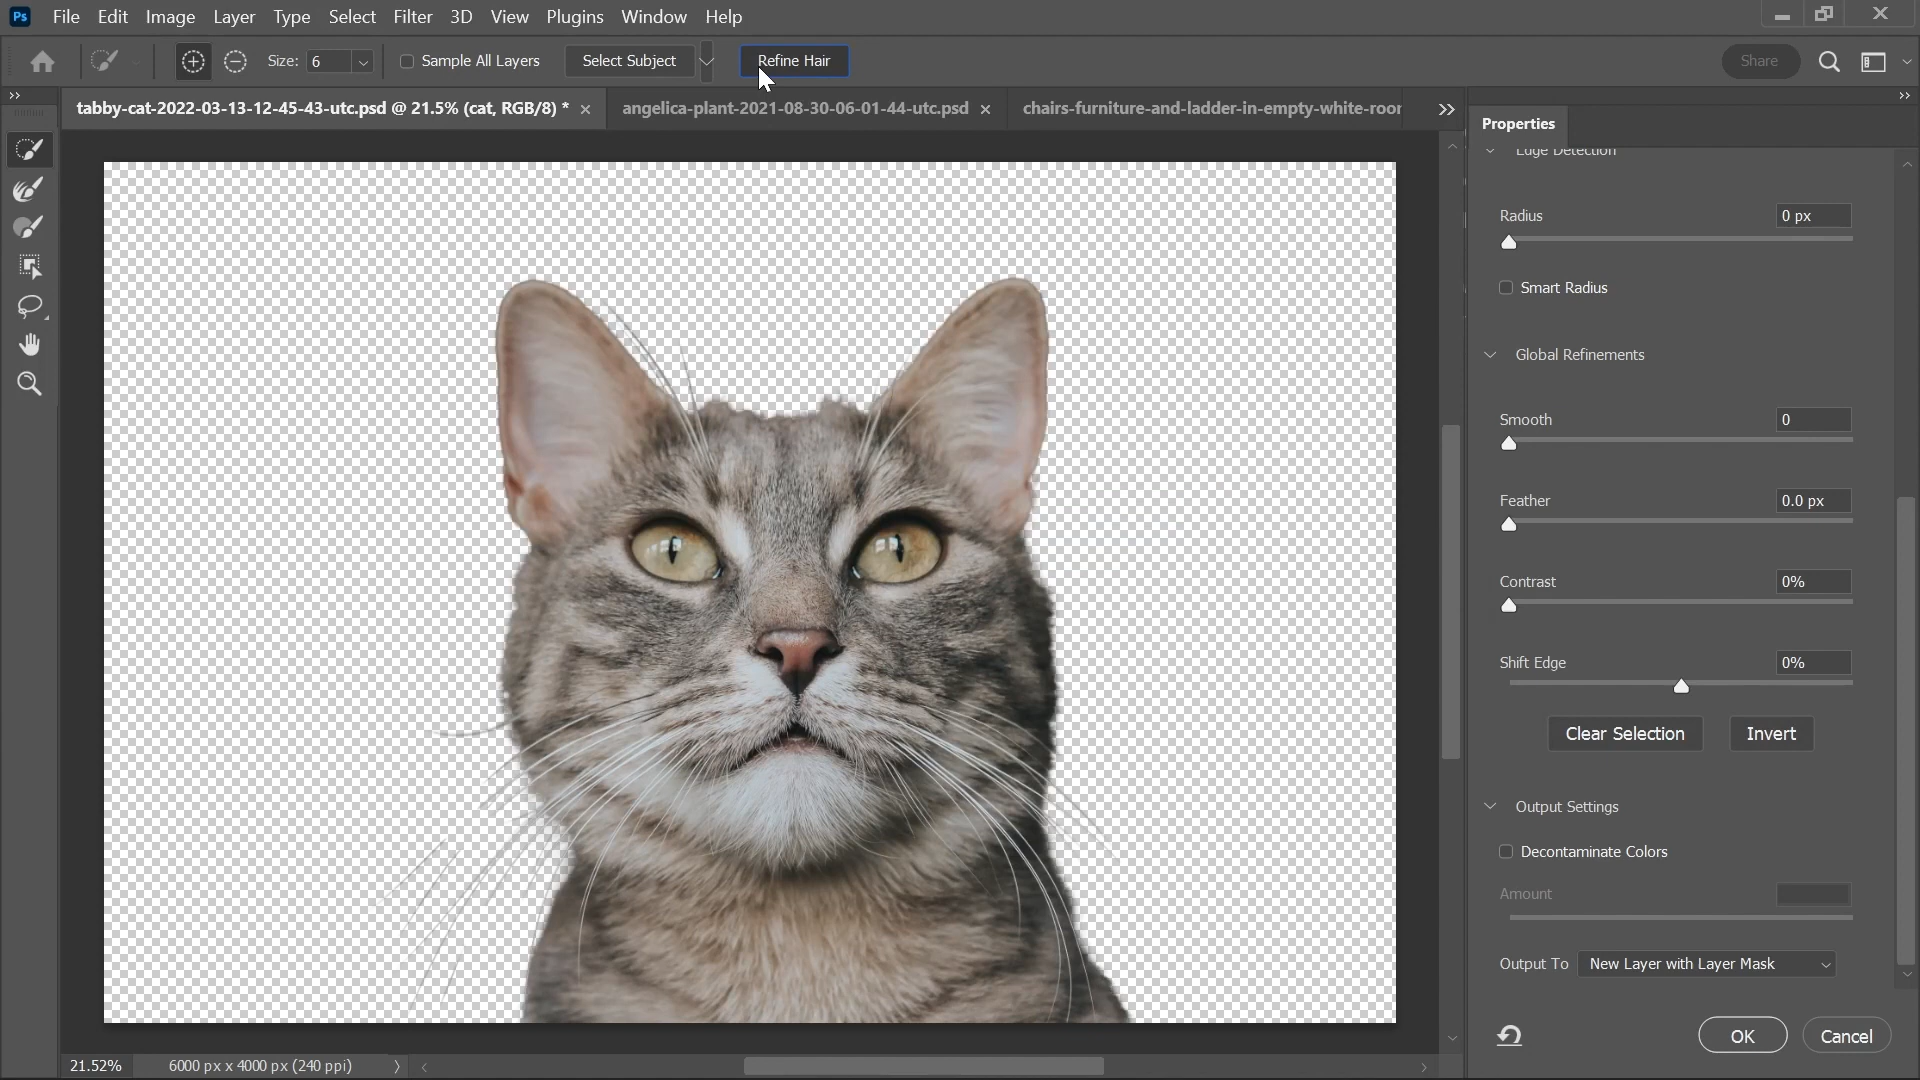 Ps File Edit Image Layer Type Select Filter 3D View Plugins Window Help
Size: 6 Sample All Layers Select Subject Refine Hair Share
tabby-cat-2022-03-13-12-45-43-utc.psd @ 21.5% (cat, RGB/8) * angelica-plant-2021-08-30-06-01-44-utc.psd chairs-furniture-and-ladder-in-empty-white-roor
Properties
Edge Detection
Radius 0 px
Smart Radius
Global Refinements
Smooth 0
Feather 0.0 px
Contrast 0%
Shift Edge 0%
Clear Selection Invert
Output Settings
Decontaminate Colors
Amount
Output To New Layer with Layer Mask
OK Cancel
21.52% 6000 px x 4000 px (240 ppi)